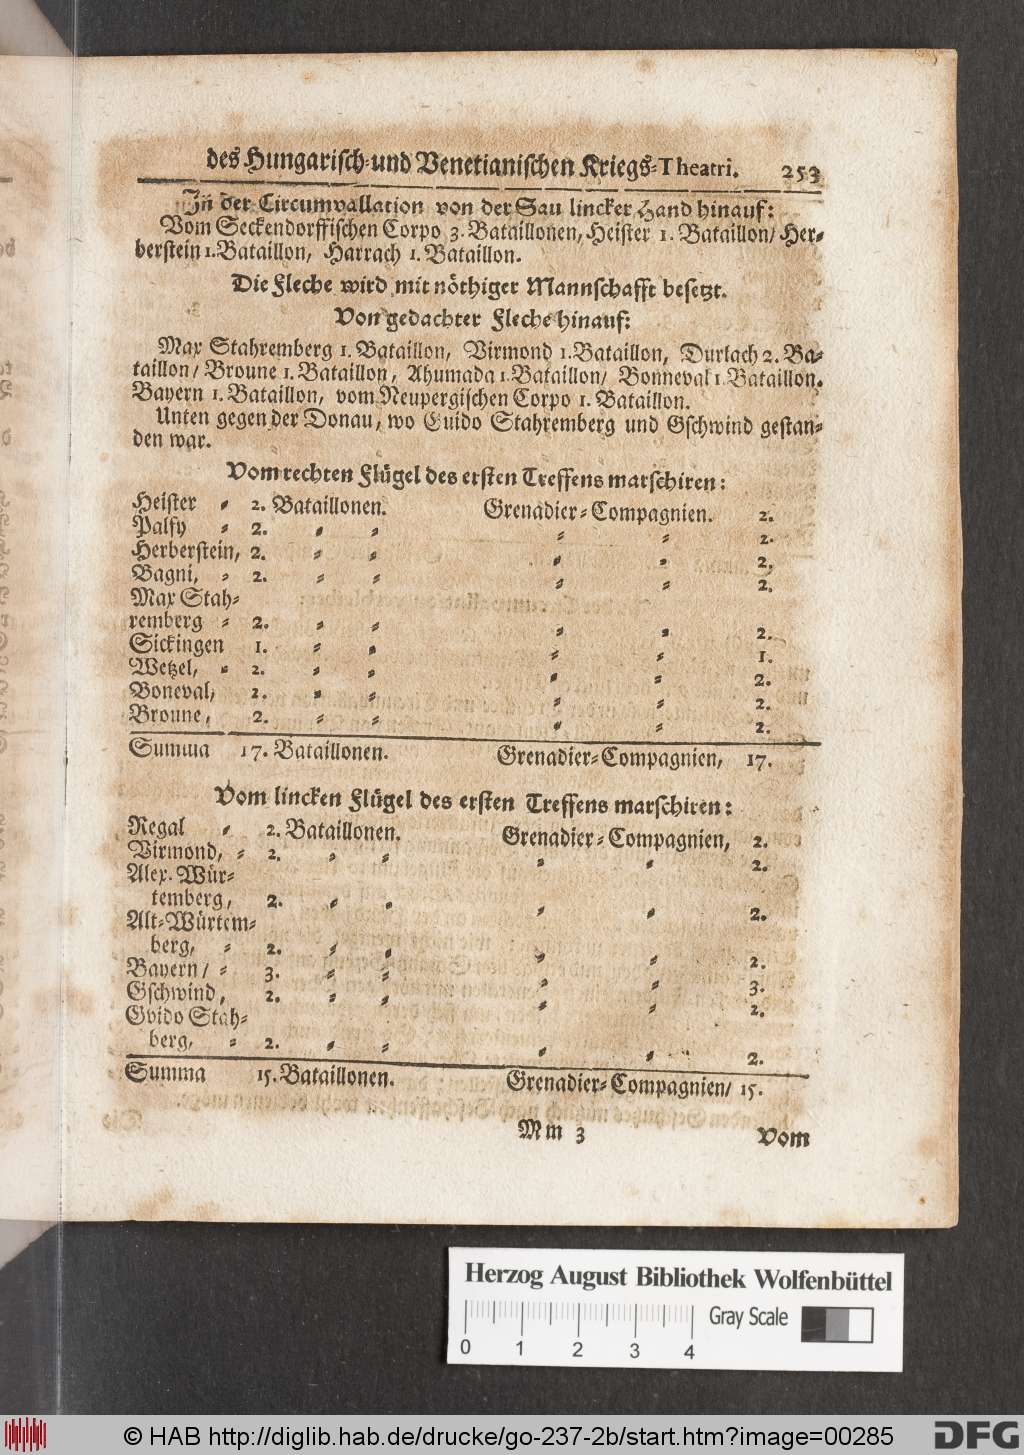 des Hungarisch- und Venetianischen Kriegs-Theatri. 253
In der Circumvallation von der Sau lincker Hand hinauf:
Vom Seckendorffischen Corpo 3. Bataillonen, Heister 1. Bataillon/ Her-
berstein 1. Bataillon, Harrach 1. Bataillon.
Die Fleche wird mit nöthiger Mannschafft besetzt.
Von gedachter Fleche hinauf:
Max Stahremberg 1. Bataillon, Virmond 1. Bataillon, Durlach 2. Ba-
taillon/ Broune 1. Bataillon, Ahumada 1. Bataillon/ Bonneval 1. Bataillon.
Bayern 1. Bataillon, vom Neupergischen Corpo 1. Bataillon.
Unten gegen der Donau, wo Guido Stahremberg und Gschwind gestan-
den war.
Vom rechten Flügel des ersten Treffens marschiren:
Heister = 2. Bataillonen. Grenadier-Compagnien. 2.
Palfy = 2. = = = = 2.
Herberstein, 2. = = = = 2.
Bagni, = 2. = = = = 2.
Max Stah-
remberg = 2. = = = = 2.
Sickingen 1. = = = = 1.
Wetzel, = 2. = = = = 2.
Boneval, 2. = = = = 2.
Broune, 2. = = = = 2.
Summa 17. Bataillonen. Grenadier-Compagnien, 17.
Vom lincken Flügel des ersten Treffens marschiren:
Regal = 2. Bataillonen. Grenadier-Compagnien, 2.
Virmond, = 2. = = = = 2.
Alex. Wür-
temberg, 2. = = = = 2.
Alt-Würtem-
berg, = 2. = = = = 2.
Bayern/ = 3. = = = = 3.
Gschwind, 2. = = = = 2.
Gvido Stah-
berg, = 2. = = = = 2.
Summa 15. Bataillonen. Grenadier-Compagnien/ 15.
Mm 3 Vom
Herzog August Bibliothek Wolfenbüttel
0 1 2 3 4 Gray Scale
© HAB http://diglib.hab.de/drucke/go-237-2b/start.htm?image=00285
DFG